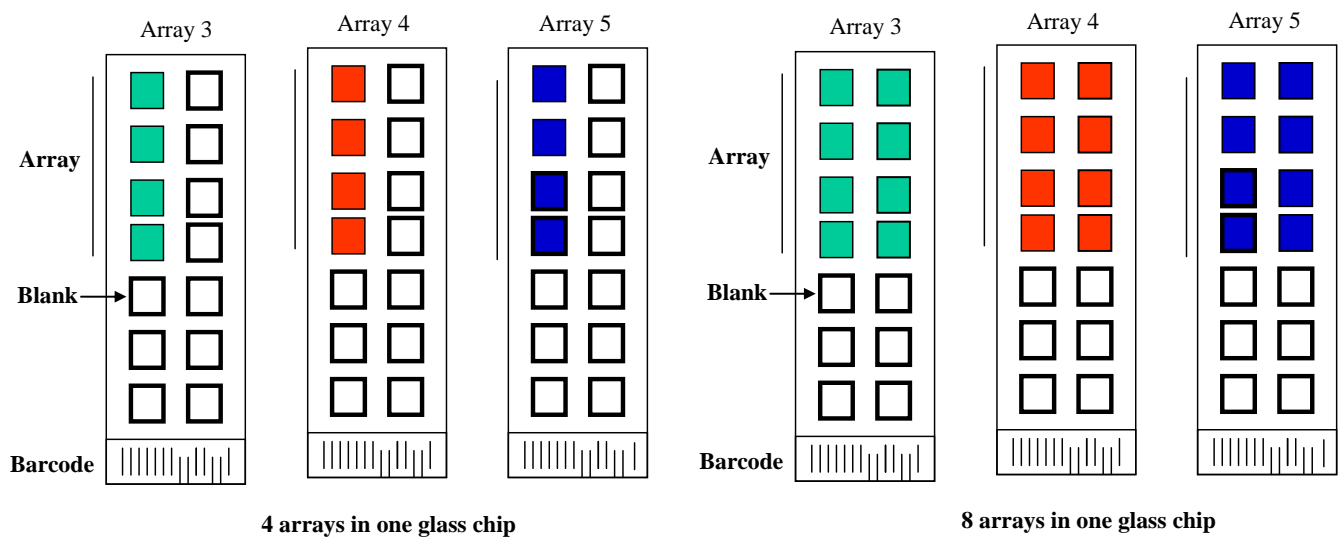 Array 3
Array 4
Array 5
Array
Blank
Barcode
4 arrays in one glass chip
Array 3
Array 4
Array 5
Array
Blank
Barcode
8 arrays in one glass chip